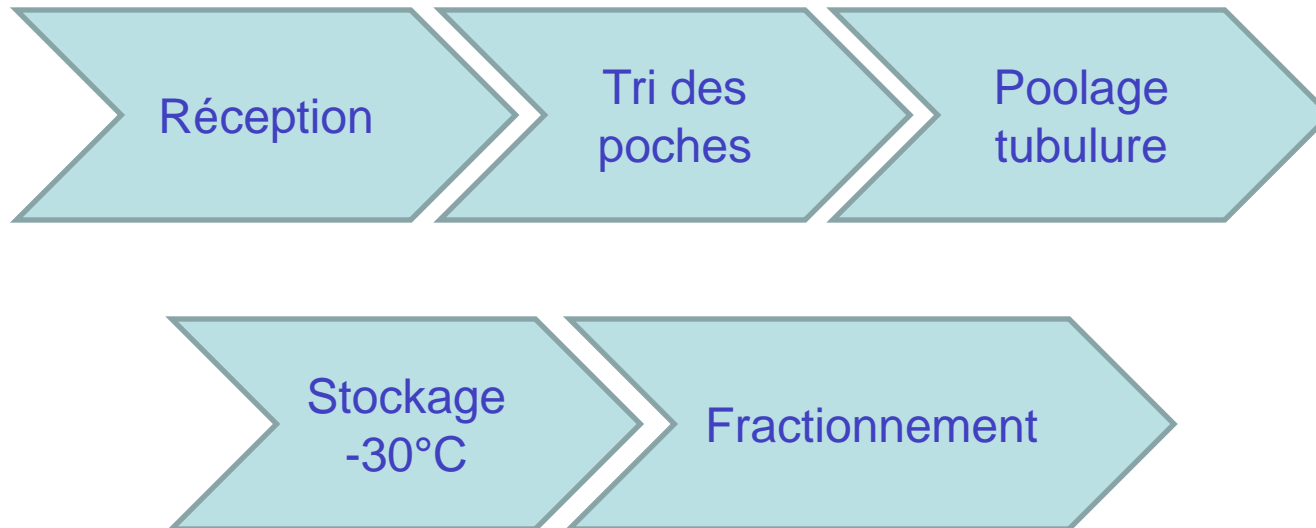 Réception
Tri des
poches
Poolage
tubulure
Stockage
-30°C
Fractionnement